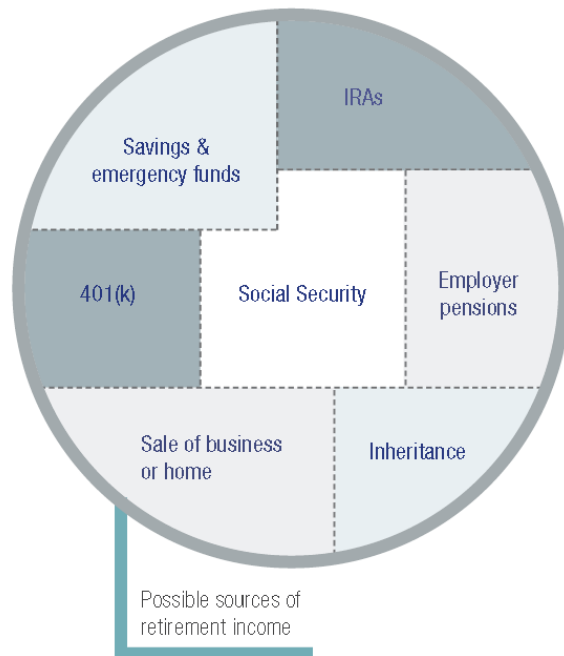 IRAs
Savings &
emergency funds
401(k)
Social Security
Employer
pensions
Sale of business
or home
Inheritance
Possible sources of
retirement income